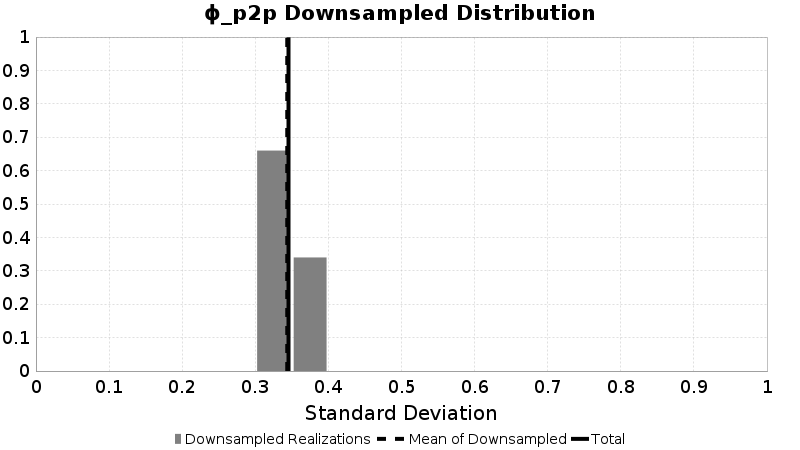 ϕ_p2p Downsampled Distribution
1
0.9
0.8
0.7
0.6
0.5
0.4
0.3
0.2
0.1
0
0 0.1 0.2 0.3 0.4 0.5 0.6 0.7 0.8 0.9 1
Standard Deviation
Downsampled Realizations Mean of Downsampled Total